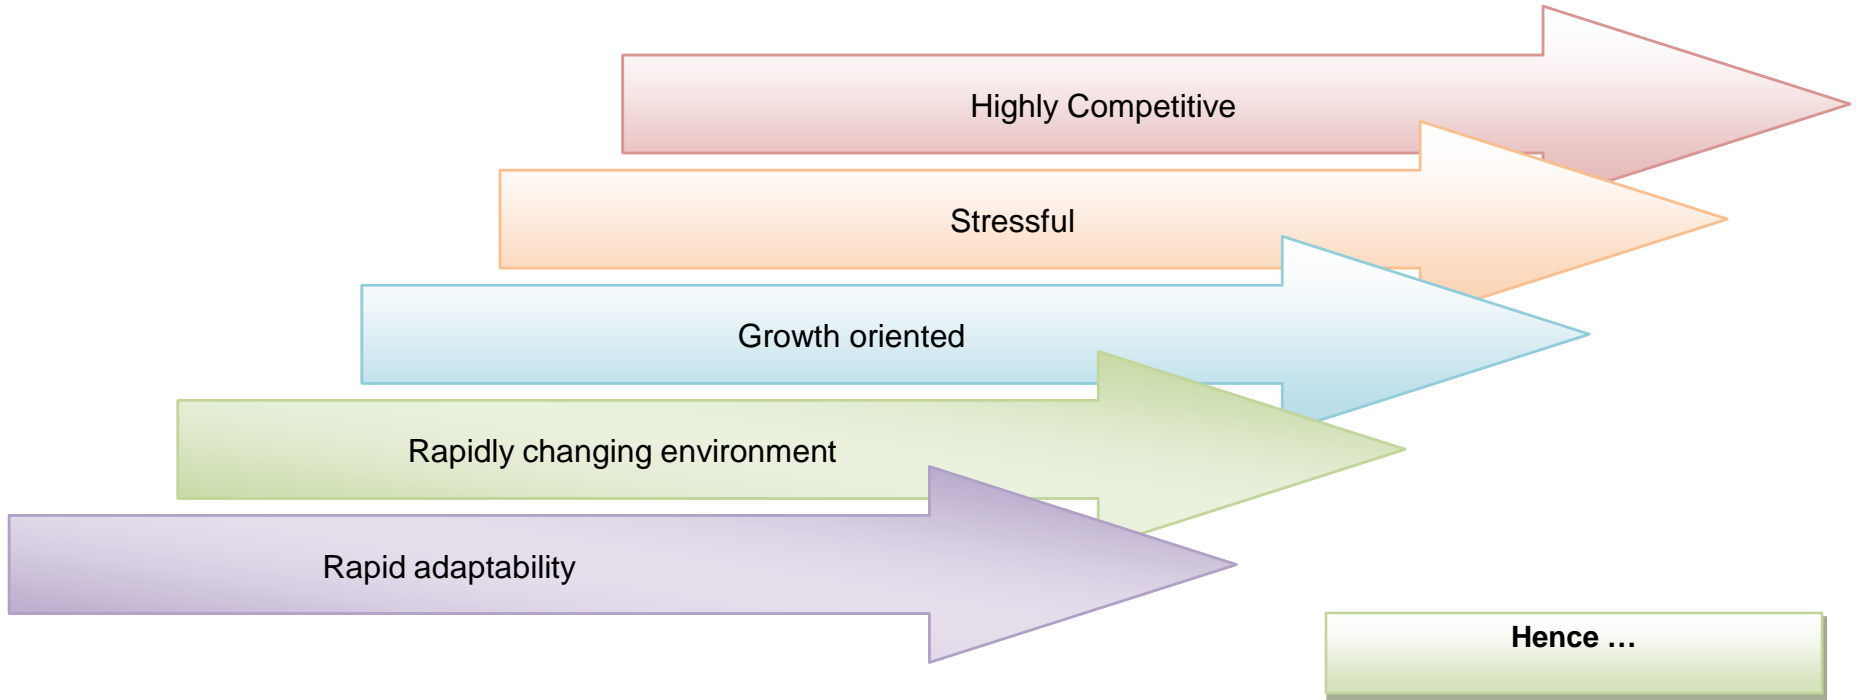 Highly Competitive
Stressful
Growth oriented
Rapidly changing environment
Rapid adaptability
Hence …